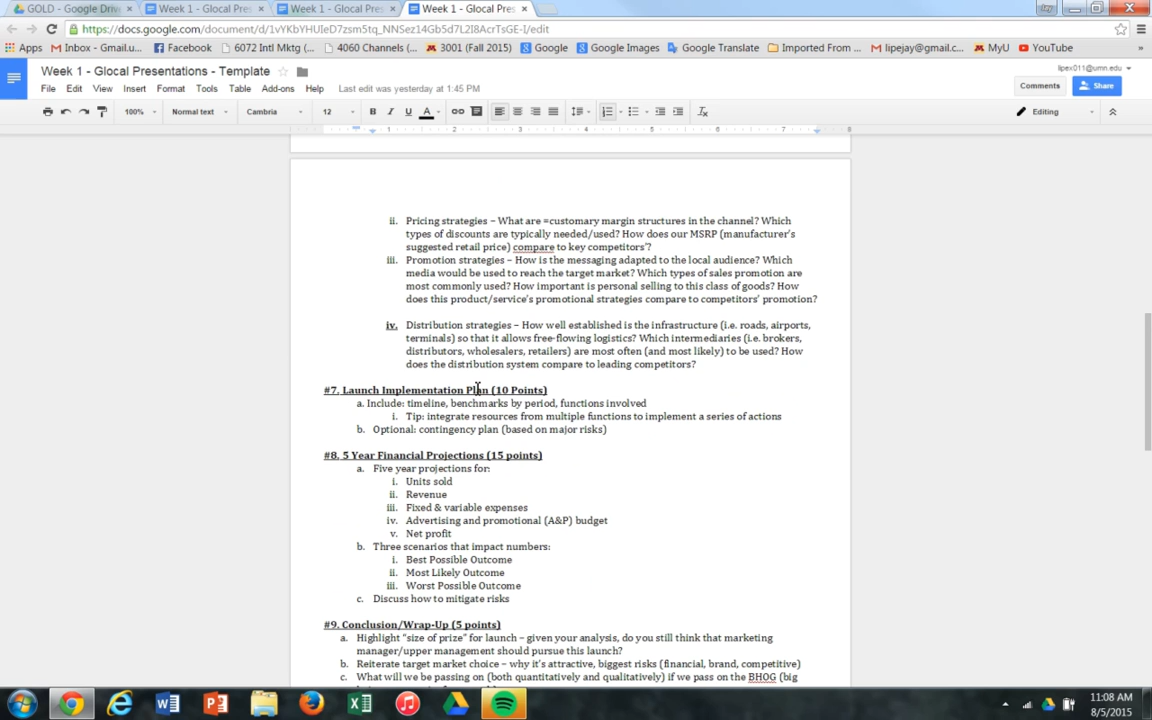 GOLD - Google Drive
Week 1 - Glocal Pres
Week 1 - Glocal Pres
Week 1 - Glocal Pres
https://docs.google.com/document/d/1vYKbYHUIeD7zsm5tq_NNSez14Gb5d7L2I8AcrTsGE-I/edit
Apps Inbox - Gmail.u... Facebook 6072 Intl Mktg ( ... 4060 Channels (... 3001 (Fall 2015) Google Google Images Google Translate Imported From ... lipejay@gmail.c... MyU YouTube »
lipex011@umn.edu
Week 1 - Glocal Presentations - Template
Comments Share
File Edit View Insert Format Tools Table Add-ons Help Last edit was yesterday at 1:45 PM
100% Normal text Cambria 12 B I U A Editing
1 2 3 4 5 6 7 8
ii. Pricing strategies – What are =customary margin structures in the channel? Which
types of discounts are typically needed/used? How does our MSRP (manufacturer's
suggested retail price) compare to key competitors'?
iii. Promotion strategies – How is the messaging adapted to the local audience? Which
media would be used to reach the target market? Which types of sales promotion are
most commonly used? How important is personal selling to this class of goods? How
does this product/service's promotional strategies compare to competitors' promotion?
iv. Distribution strategies – How well established is the infrastructure (i.e. roads, airports,
terminals) so that it allows free-flowing logistics? Which intermediaries (i.e. brokers,
distributors, wholesalers, retailers) are most often (and most likely) to be used? How
does the distribution system compare to leading competitors?
#7. Launch Implementation Plan (10 Points)
a. Include: timeline, benchmarks by period, functions involved
i. Tip: integrate resources from multiple functions to implement a series of actions
b. Optional: contingency plan (based on major risks)
#8. 5 Year Financial Projections (15 points)
a. Five year projections for:
i. Units sold
ii. Revenue
iii. Fixed & variable expenses
iv. Advertising and promotional (A&P) budget
v. Net profit
b. Three scenarios that impact numbers:
i. Best Possible Outcome
ii. Most Likely Outcome
iii. Worst Possible Outcome
c. Discuss how to mitigate risks
#9. Conclusion/Wrap-Up (5 points)
a. Highlight "size of prize" for launch – given your analysis, do you still think that marketing
manager/upper management should pursue this launch?
b. Reiterate target market choice – why it's attractive, biggest risks (financial, brand, competitive)
c. What will we be passing on (both quantitatively and qualitatively) if we pass on the BHOG (big
11:08 AM
8/5/2015